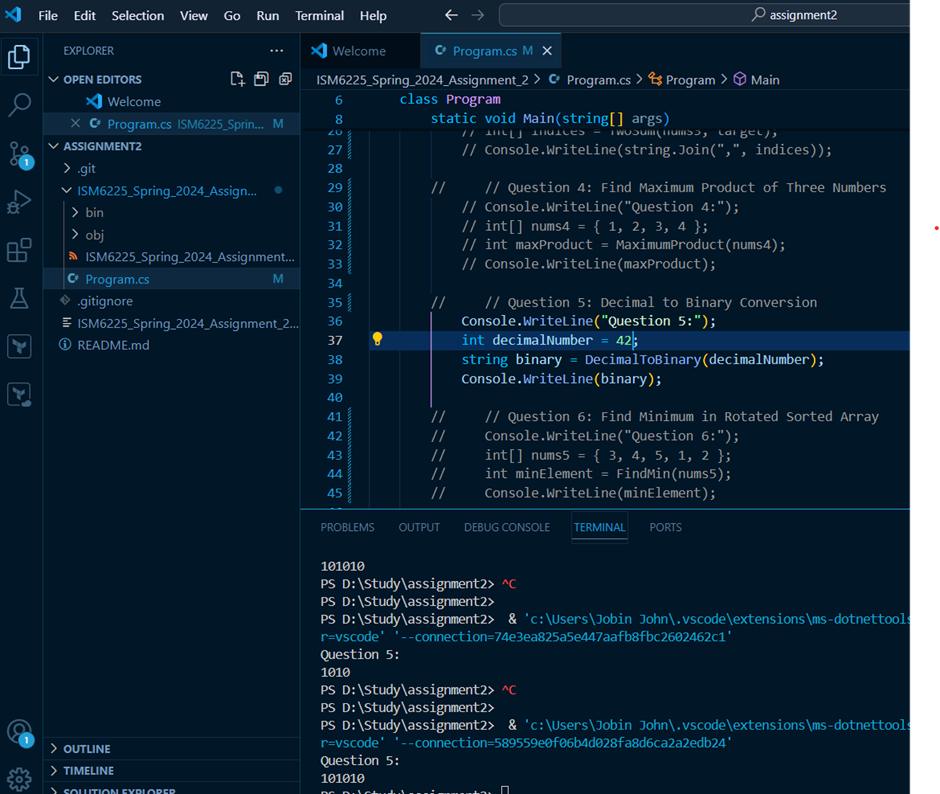 File Edit Selection View Go Run Terminal Help
assignment2
EXPLORER
OPEN EDITORS
Welcome
Program.cs ISM6225_Sprin... M
ASSIGNMENT2
.git
ISM6225_Spring_2024_Assign...
bin
obj
ISM6225_Spring_2024_Assignment...
Program.cs M
.gitignore
ISM6225_Spring_2024_Assignment_2...
README.md
OUTLINE
TIMELINE
SOLUTION EXPLORER
1
1
Welcome
Program.cs M
ISM6225_Spring_2024_Assignment_2 > Program.cs > Program > Main
6 class Program
8 static void Main(string[] args)
26 // int[] indices = TwoSum(nums3, target);
27 // Console.WriteLine(string.Join(",", indices));
28
29 // // Question 4: Find Maximum Product of Three Numbers
30 // Console.WriteLine("Question 4:");
31 // int[] nums4 = { 1, 2, 3, 4 };
32 // int maxProduct = MaximumProduct(nums4);
33 // Console.WriteLine(maxProduct);
34
35 // // Question 5: Decimal to Binary Conversion
36 Console.WriteLine("Question 5:");
37 int decimalNumber = 42;
38 string binary = DecimalToBinary(decimalNumber);
39 Console.WriteLine(binary);
40
41 // // Question 6: Find Minimum in Rotated Sorted Array
42 // Console.WriteLine("Question 6:");
43 // int[] nums5 = { 3, 4, 5, 1, 2 };
44 // int minElement = FindMin(nums5);
45 // Console.WriteLine(minElement);
PROBLEMS OUTPUT DEBUG CONSOLE TERMINAL PORTS
101010
PS D:\Study\assignment2> ^C
PS D:\Study\assignment2>
PS D:\Study\assignment2> & 'c:\Users\Jobin John\.vscode\extensions\ms-dotnettools
r=vscode' '--connection=74e3ea825a5e447aafb8fbc2602462c1'
Question 5:
1010
PS D:\Study\assignment2> ^C
PS D:\Study\assignment2>
PS D:\Study\assignment2> & 'c:\Users\Jobin John\.vscode\extensions\ms-dotnettools
r=vscode' '--connection=589559e0f06b4d028fa8d6ca2a2edb24'
Question 5:
101010
PS D:\Study\assignment2>